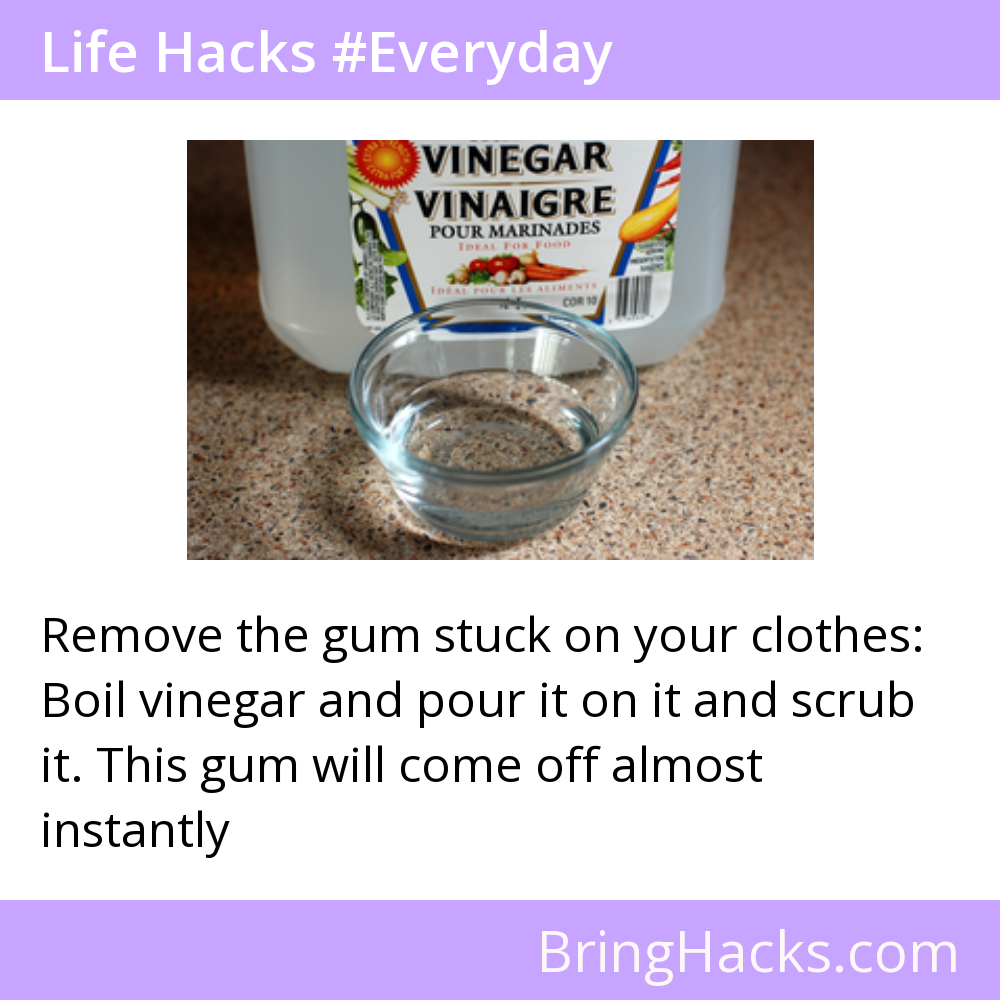 Life Hacks #Everyday
VINEGAR
VINAIGRE
POUR MARINADES
IDEAL FOR FOOD
IDÉAL POUR LES ALIMENTS
COR 10
Remove the gum stuck on your clothes:
Boil vinegar and pour it on it and scrub
it. This gum will come off almost
instantly
BringHacks.com